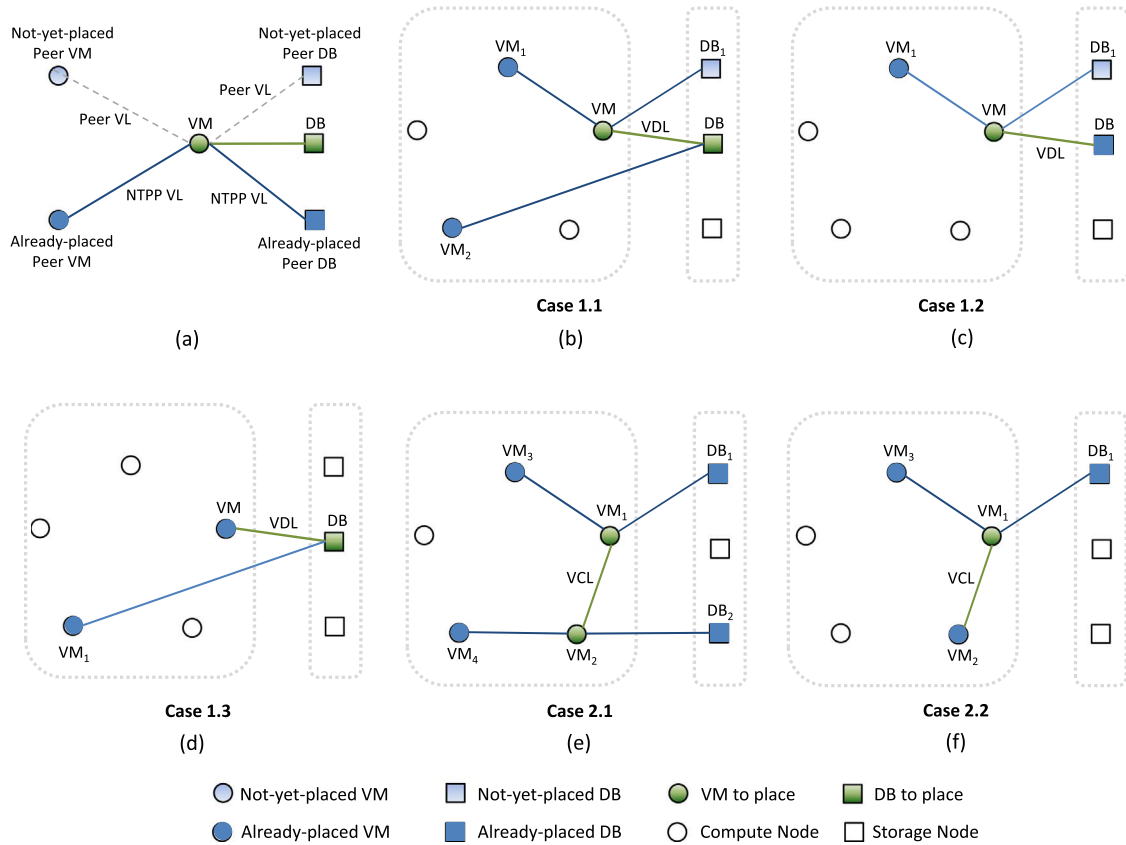 Not-yet-placed
Peer VM
Not-yet-placed
Peer DB
Peer VL
Peer VL
VM
DB
NTPP VL
NTPP VL
Already-placed
Peer VM
Already-placed
Peer DB
(a)
VM1
DB1
VM
DB
VDL
VM2
Case 1.1
(b)
VM1
DB1
VM
DB
VDL
Case 1.2
(c)
VM
VDL
DB
VM1
Case 1.3
(d)
VM3
DB1
VM1
VCL
DB2
VM4
VM2
Case 2.1
(e)
VM3
DB1
VM1
VCL
VM2
Case 2.2
(f)
Not-yet-placed VM
Not-yet-placed DB
VM to place
DB to place
Already-placed VM
Already-placed DB
Compute Node
Storage Node